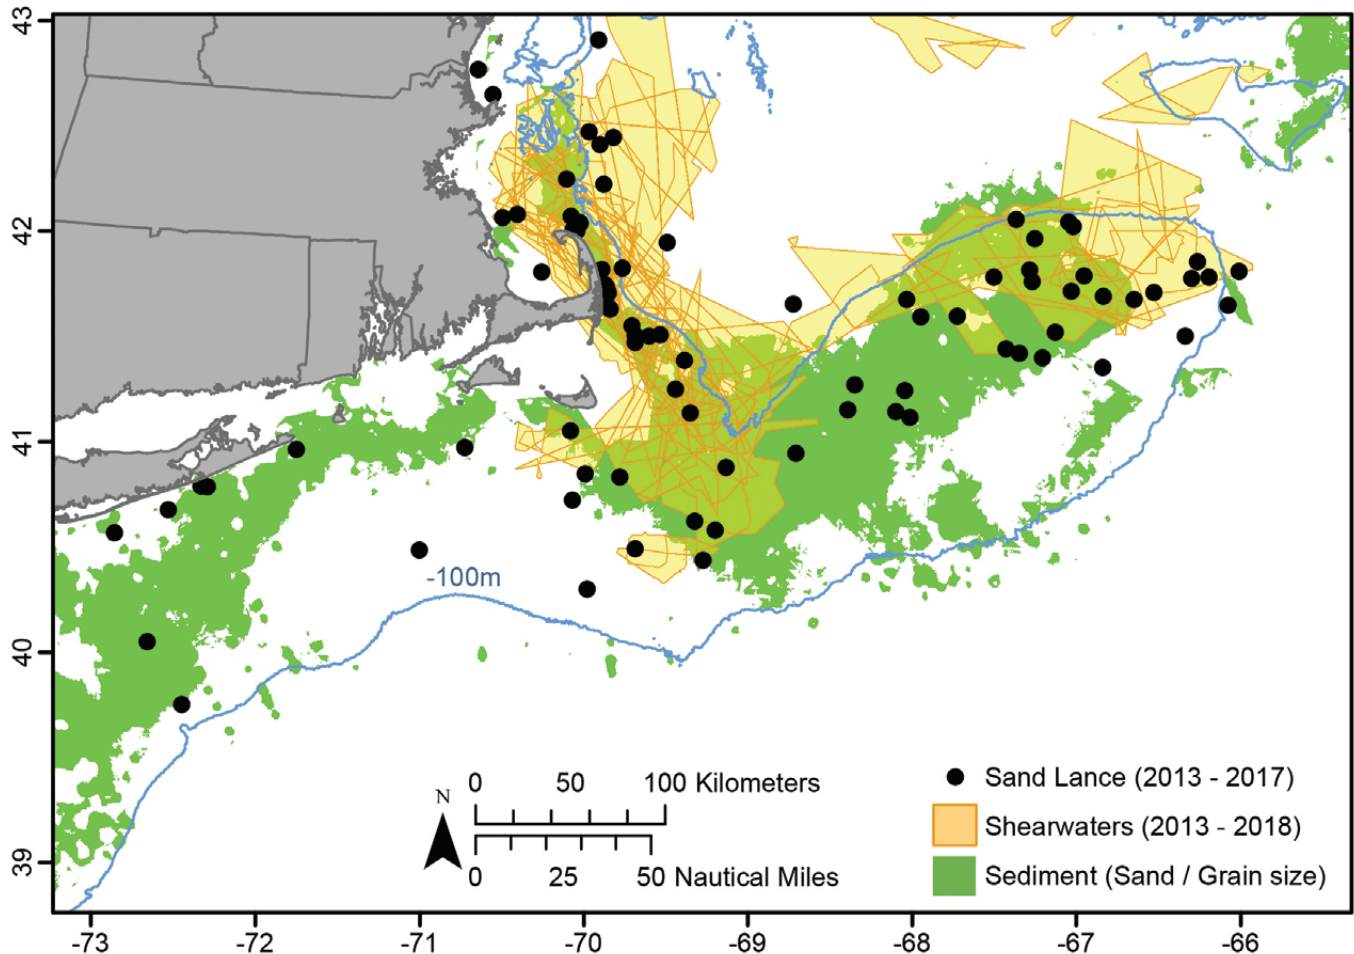 43
42
41
40
39
-100m
N
0 50 100 Kilometers
0 25 50 Nautical Miles
Sand Lance (2013 - 2017)
Shearwaters (2013 - 2018)
Sediment (Sand / Grain size)
-73 -72 -71 -70 -69 -68 -67 -66